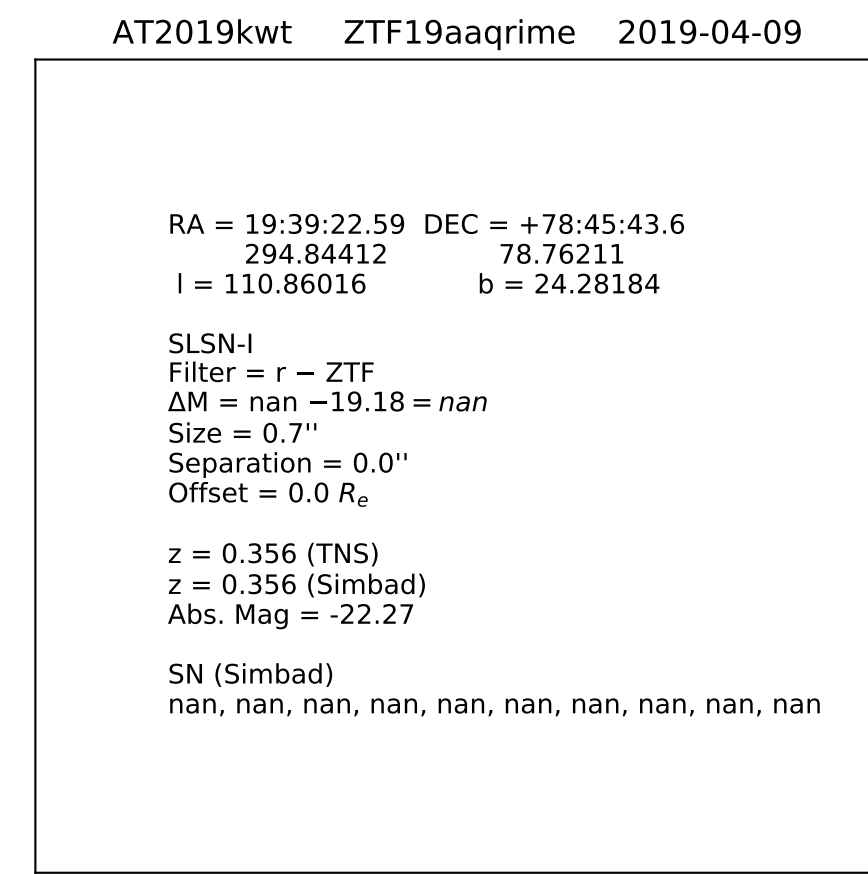 AT2019kwt ZTF19aaqrime 2019-04-09
RA = 19:39:22.59 DEC = +78:45:43.6
294.84412 78.76211
l = 110.86016 b = 24.28184
SLSN-I
Filter = r − ZTF
ΔM = nan −19.18 = nan
Size = 0.7''
Separation = 0.0''
Offset = 0.0 Rₑ
z = 0.356 (TNS)
z = 0.356 (Simbad)
Abs. Mag = -22.27
SN (Simbad)
nan, nan, nan, nan, nan, nan, nan, nan, nan, nan